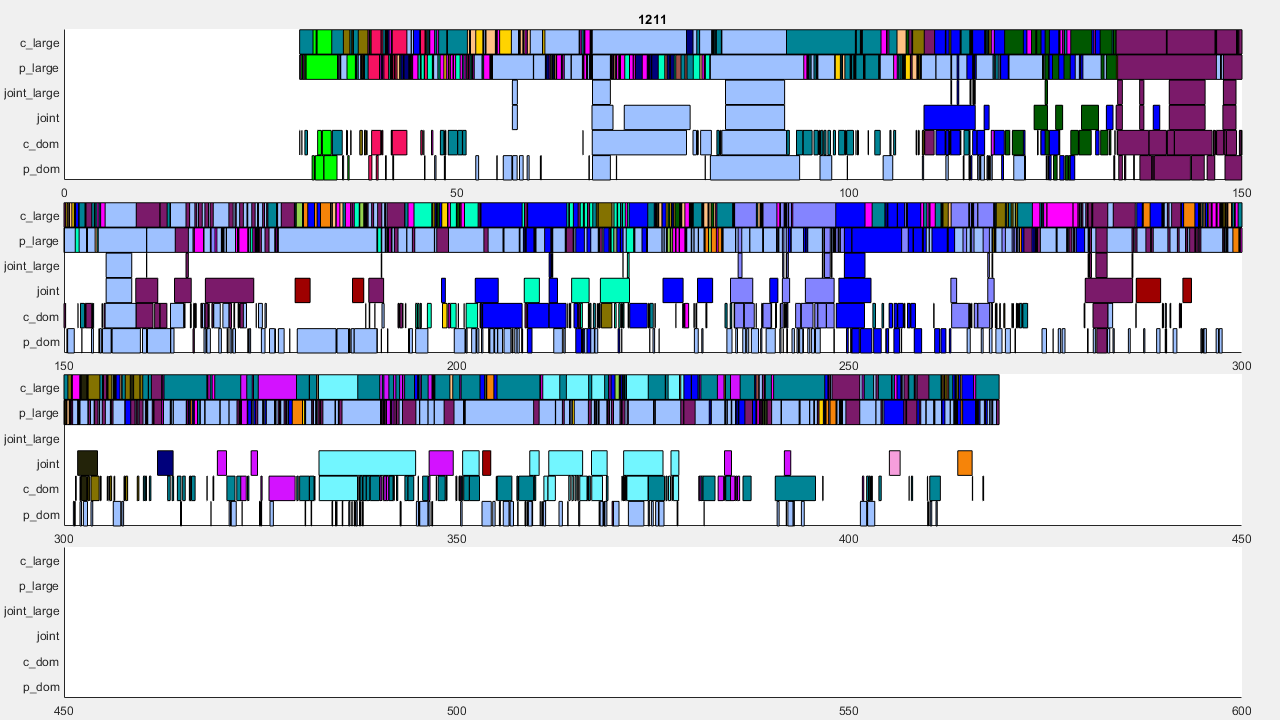 1211
c_large
p_large
joint_large
joint
c_dom
p_dom
0 50 100 150
c_large
p_large
joint_large
joint
c_dom
p_dom
150 200 250 300
c_large
p_large
joint_large
joint
c_dom
p_dom
300 350 400 450
c_large
p_large
joint_large
joint
c_dom
p_dom
450 500 550 600